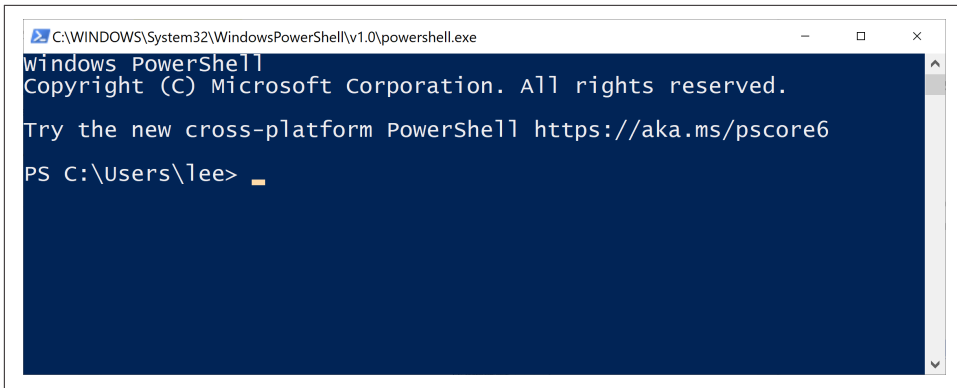 C:\WINDOWS\System32\WindowsPowerShell\v1.0\powershell.exe
Windows PowerShell
Copyright (C) Microsoft Corporation. All rights reserved.
Try the new cross-platform PowerShell https://aka.ms/pscore6
PS C:\Users\lee>